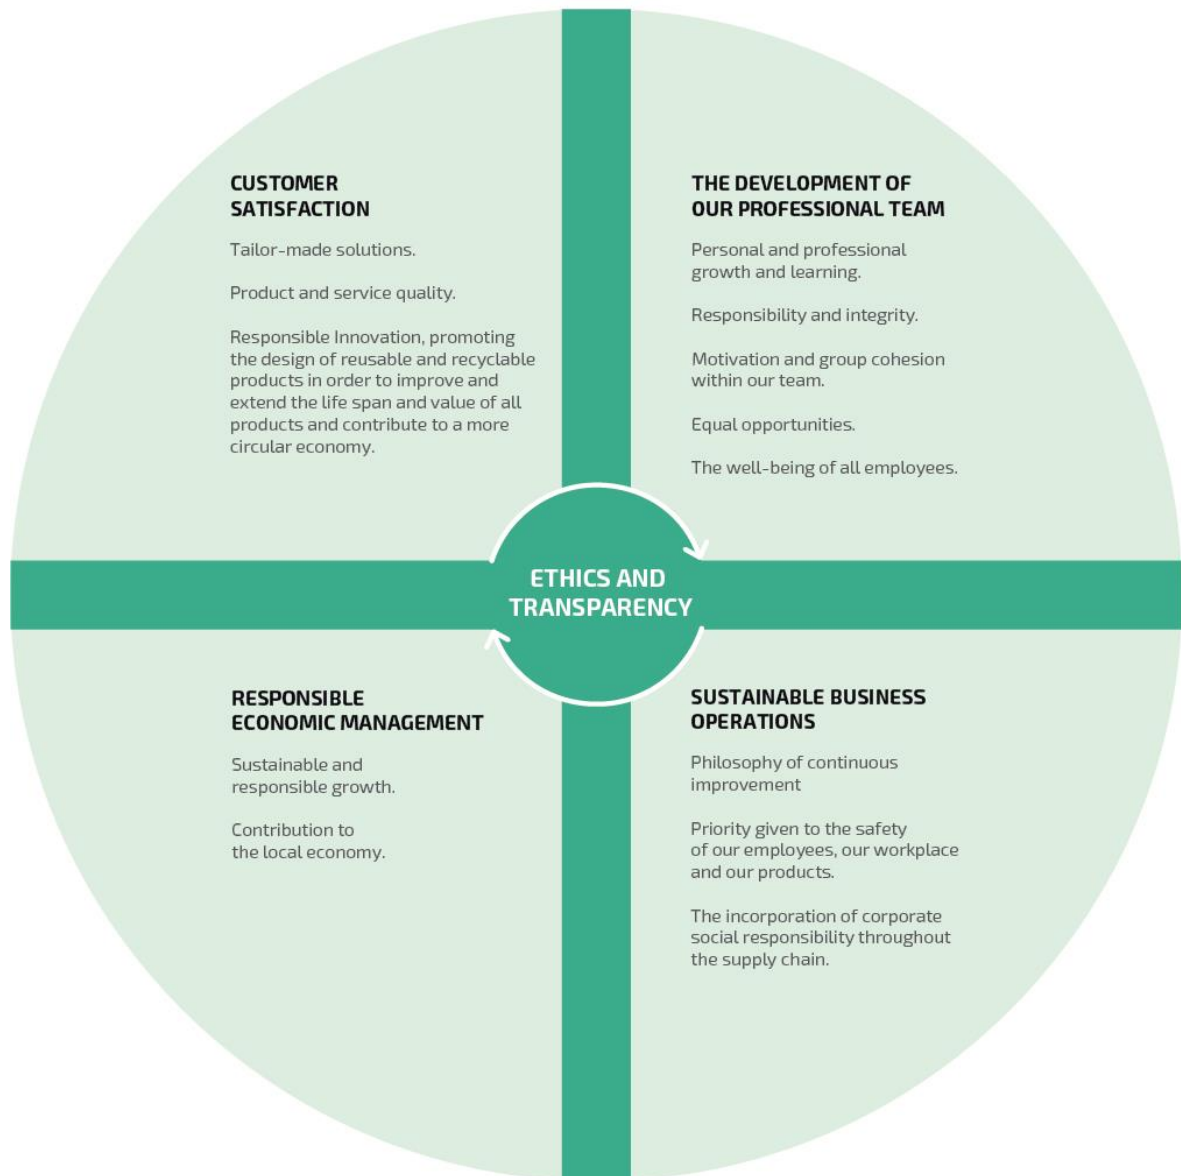 CUSTOMER
SATISFACTION
Tailor-made solutions.
Product and service quality.
Responsible Innovation, promoting
the design of reusable and recyclable
products in order to improve and
extend the life span and value of all
products and contribute to a more
circular economy.
THE DEVELOPMENT OF
OUR PROFESSIONAL TEAM
Personal and professional
growth and learning.
Responsibility and integrity.
Motivation and group cohesion
within our team.
Equal opportunities.
The well-being of all employees.
ETHICS AND
TRANSPARENCY
RESPONSIBLE
ECONOMIC MANAGEMENT
Sustainable and
responsible growth.
Contribution to
the local economy.
SUSTAINABLE BUSINESS
OPERATIONS
Philosophy of continuous
improvement
Priority given to the safety
of our employees, our workplace
and our products.
The incorporation of corporate
social responsibility throughout
the supply chain.